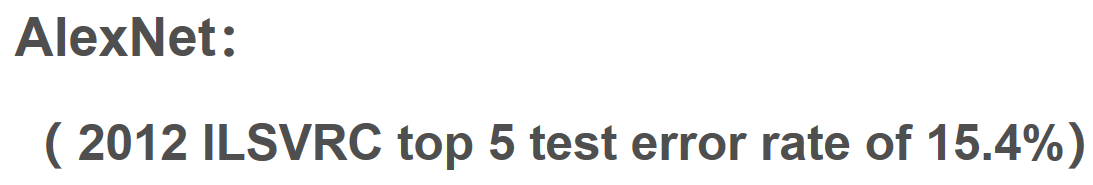 AlexNet：
（ 2012 ILSVRC top 5 test error rate of 15.4%）